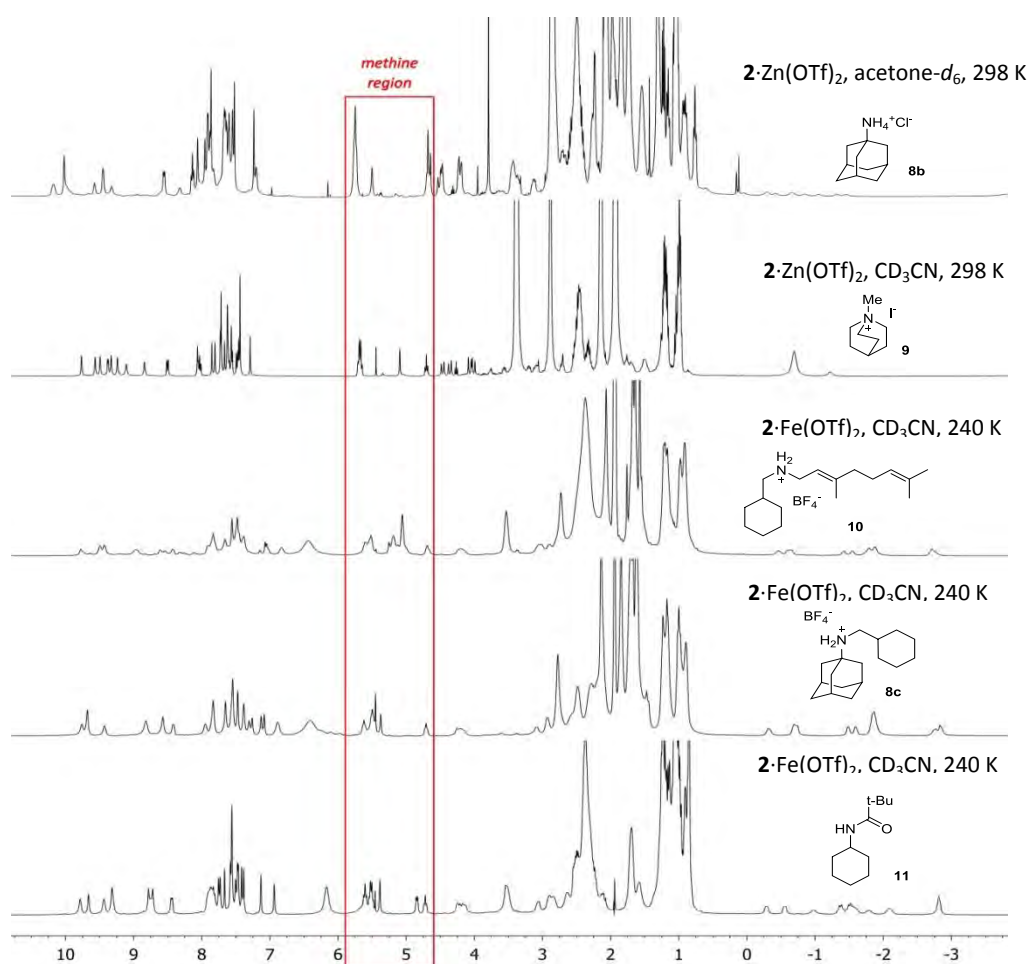 methine
region
2·Zn(OTf)₂, acetone-d₆, 298 K
NH₄⁺Cl⁻
8b
2·Zn(OTf)₂, CD₃CN, 298 K
Me
N
+
I⁻
9
2·Fe(OTf)₂, CD₃CN, 240 K
H₂
N
+
BF₄⁻
10
2·Fe(OTf)₂, CD₃CN, 240 K
BF₄⁻
+
H₂N
8c
2·Fe(OTf)₂, CD₃CN, 240 K
t-Bu
HN
O
11
10 9 8 7 6 5 4 3 2 1 0 -1 -2 -3